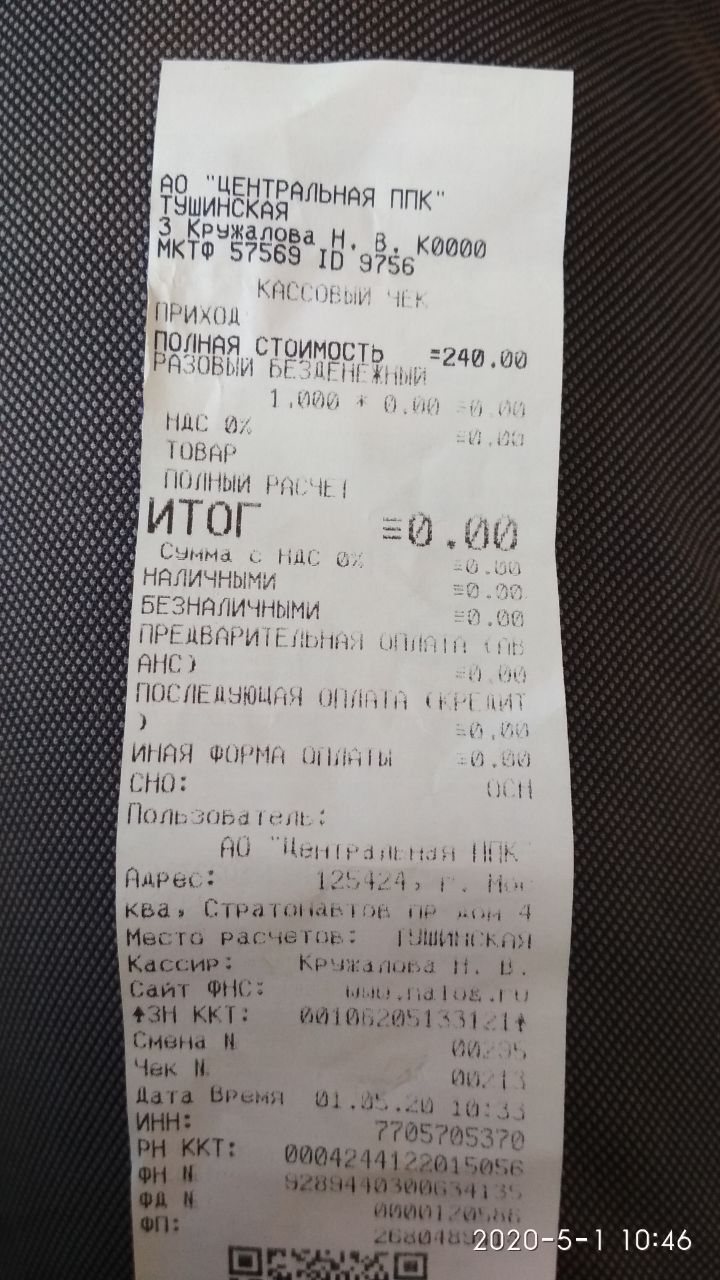 АО "ЦЕНТРАЛЬНАЯ ППК"
ТУШИНСКАЯ
3 Кружалова Н. В. К0000
МКТФ 57569 ID 9756
КАССОВЫЙ ЧЕК
ПРИХОД
ПОЛНАЯ СТОИМОСТЬ ≡240.00
РАЗОВЫЙ БЕЗДЕНЕЖНЫЙ
1.000 * 0.00 ≡0.00
НДС 0% ≡0.00
ТОВАР
ПОЛНЫЙ РАСЧЕТ
ИТОГ ≡0.00
Сумма с НДС 0% ≡0.00
НАЛИЧНЫМИ ≡0.00
БЕЗНАЛИЧНЫМИ ≡0.00
ПРЕДВАРИТЕЛЬНАЯ ОПЛАТА (АВ
АНС) ≡0.00
ПОСЛЕДУЮЩАЯ ОПЛАТА (КРЕДИТ
) ≡0.00
ИНАЯ ФОРМА ОПЛАТЫ ≡0.00
СНО: ОСН
Пользователь:
АО "Центральная ППК"
Адрес: 125424, г. Мос
ква, Стратонавтов пр дом 4
Место расчетов: ТУШИНСКАЯ
Кассир: Кружалова Н. В.
Сайт ФНС: www.nalog.ru
↑ЗН ККТ: 00106205133121↑
Смена N 00295
Чек N 00213
Дата Время 01.05.20 10:33
ИНН: 7705705370
РН ККТ: 0004244122015056
ФН N 9289440300634135
ФД N 0000120586
ФП:
2020-5-1 10:46